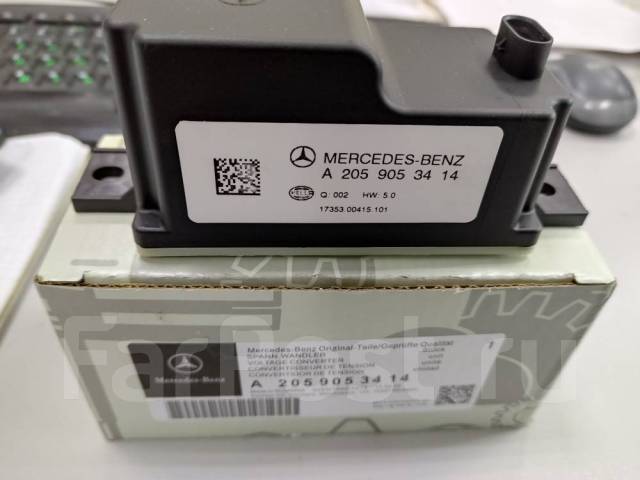 MERCEDES-BENZ
A 205 905 34 14
HELLA
Q: 002 HW: 5.0
17353.00415.101
Mercedes-Benz Original-Teile/Geprüfte Qualität
SPANN.WANDLER
VOLTAGE CONVERTER
CONVERTISSEUR DE TENSION
CONVERTIDOR DE TENSION
Mercedes-Benz
A 205 905 34 14
1
FarPost.ru